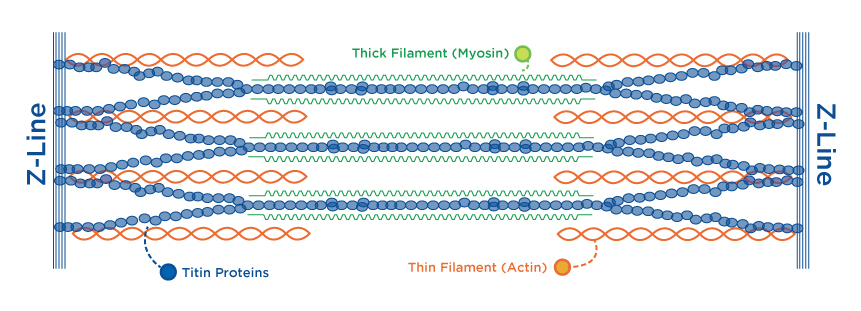 Thick Filament (Myosin)
Z-Line
Z-Line
Thin Filament (Actin)
Titin Proteins